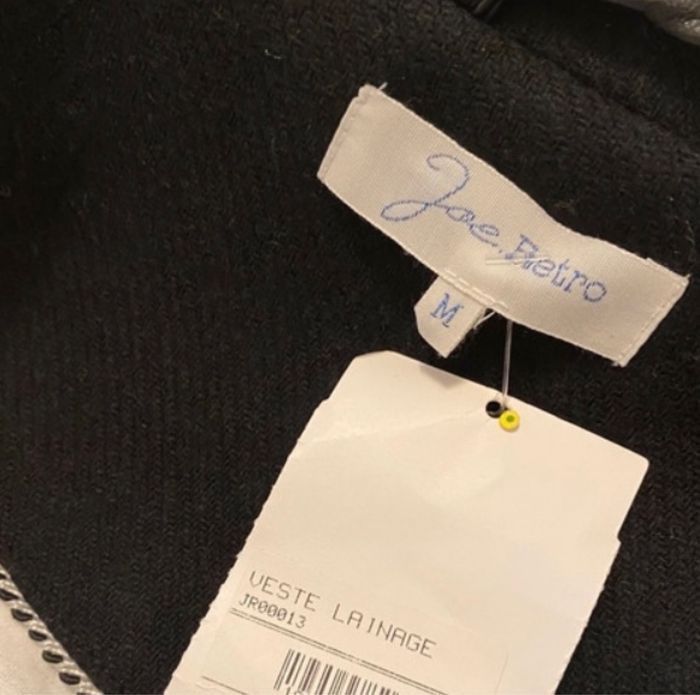 Joe Retro
M
VESTE LAINAGE
JR00013